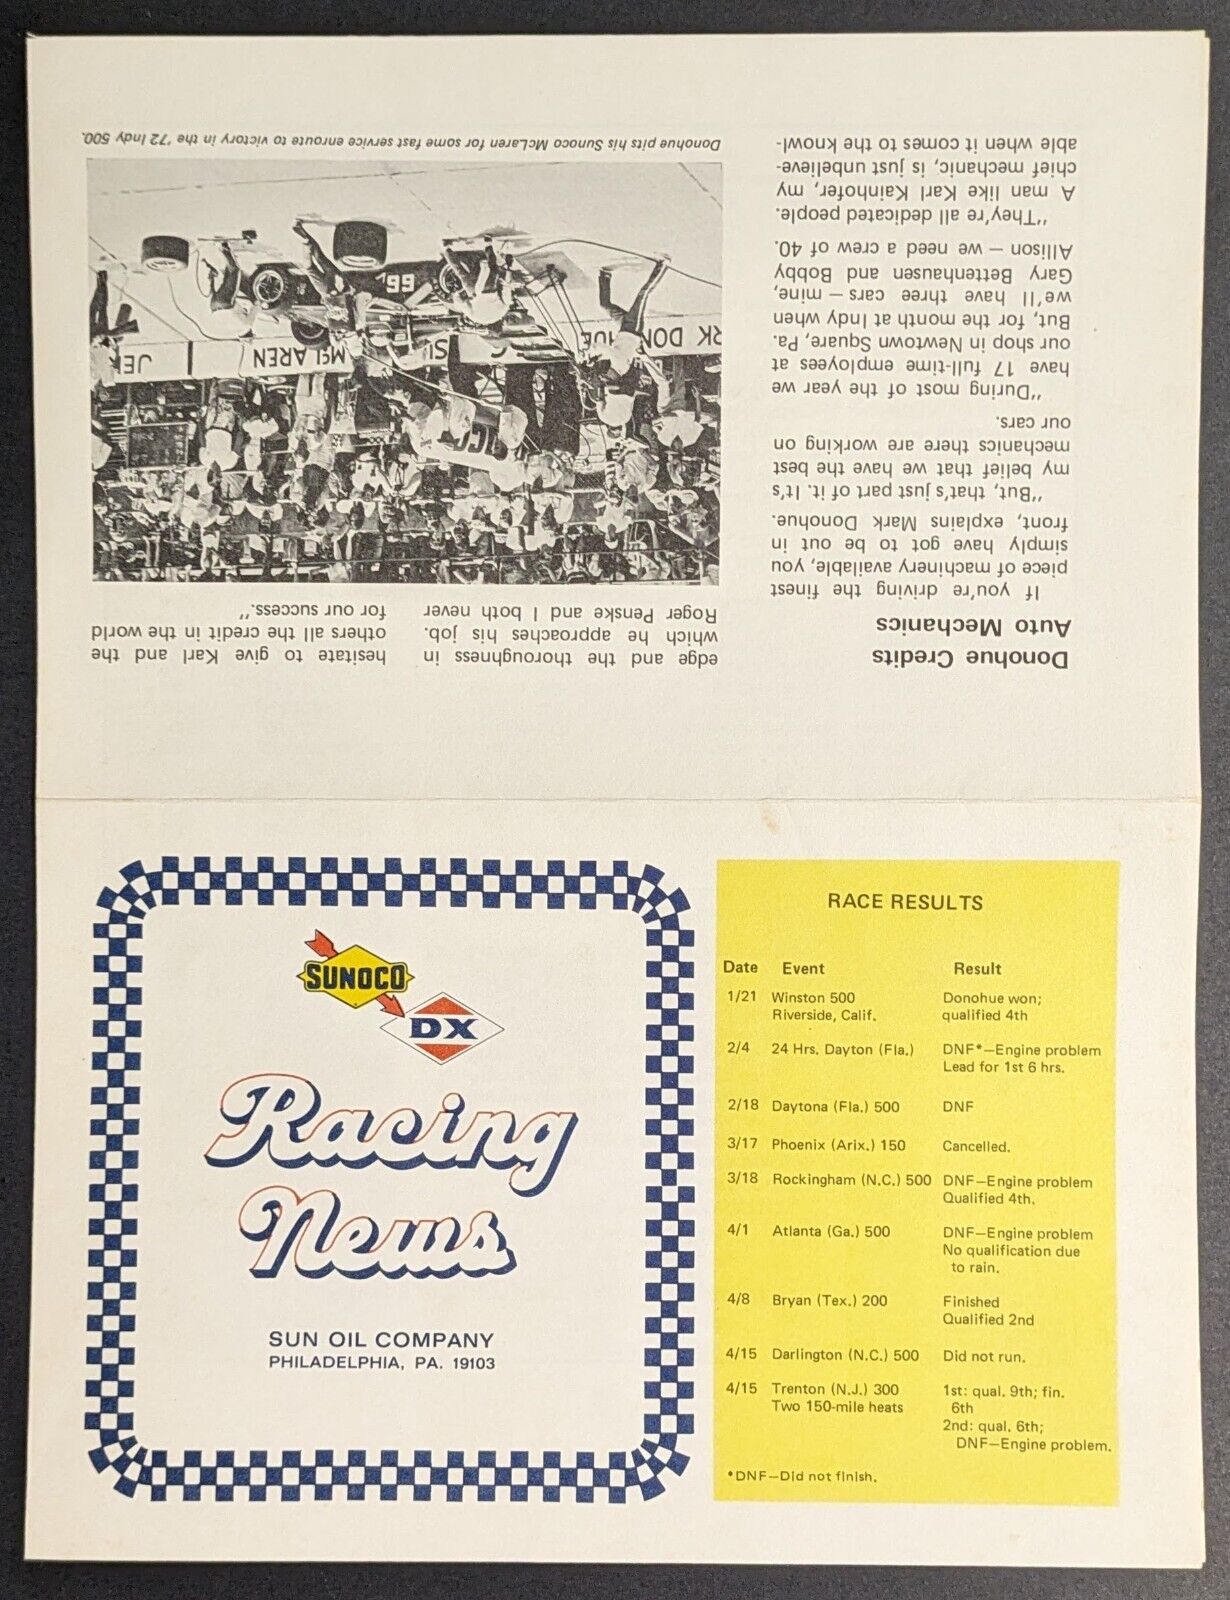 Donohue Credits
Auto Mechanics
If you're driving the finest
piece of machinery available, you
simply have got to be out in
front, explains Mark Donohue.
"But, that's just part of it. It's
my belief that we have the best
mechanics there are working on
our cars.
"During most of the year we
have 17 full-time employees at
our shop in Newtown Square, Pa.
But, for the month at Indy when
we'll have three cars — mine,
Gary Bettenhausen and Bobby
Allison — we need a crew of 40.
"They're all dedicated people.
A man like Karl Kainhofer, my
chief mechanic, is just unbelieve-
able when it comes to the knowl-
edge and the thoroughness in
which he approaches his job.
Roger Penske and I both never
hesitate to give Karl and the
others all the credit in the world
for our success."
RK DONOHUE
SU
McLAREN
JE
66
Donohue pits his Sunoco McLaren for some fast service enroute to victory in the '72 Indy 500.
SUNOCO
DX
Racing
News
SUN OIL COMPANY
PHILADELPHIA, PA. 19103
RACE RESULTS
Date Event Result
1/21 Winston 500 Donohue won;
Riverside, Calif. qualified 4th
2/4 24 Hrs. Dayton (Fla.) DNF*—Engine problem
Lead for 1st 6 hrs.
2/18 Daytona (Fla.) 500 DNF
3/17 Phoenix (Arix.) 150 Cancelled.
3/18 Rockingham (N.C.) 500 DNF—Engine problem
Qualified 4th.
4/1 Atlanta (Ga.) 500 DNF—Engine problem
No qualification due
to rain.
4/8 Bryan (Tex.) 200 Finished
Qualified 2nd
4/15 Darlington (N.C.) 500 Did not run.
4/15 Trenton (N.J.) 300 1st: qual. 9th; fin.
Two 150-mile heats 6th
2nd: qual. 6th;
DNF—Engine problem.
*DNF—Did not finish.